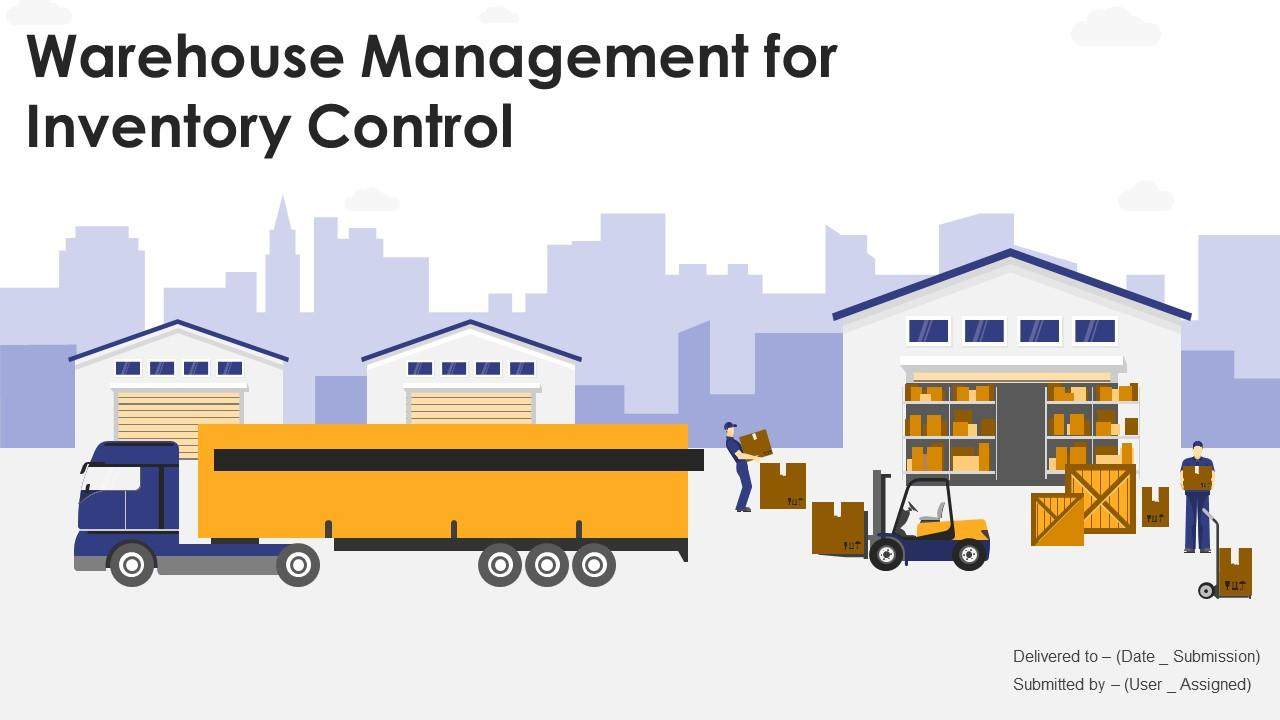 Warehouse Management for
Inventory Control
Delivered to – (Date _ Submission)
Submitted by – (User _ Assigned)